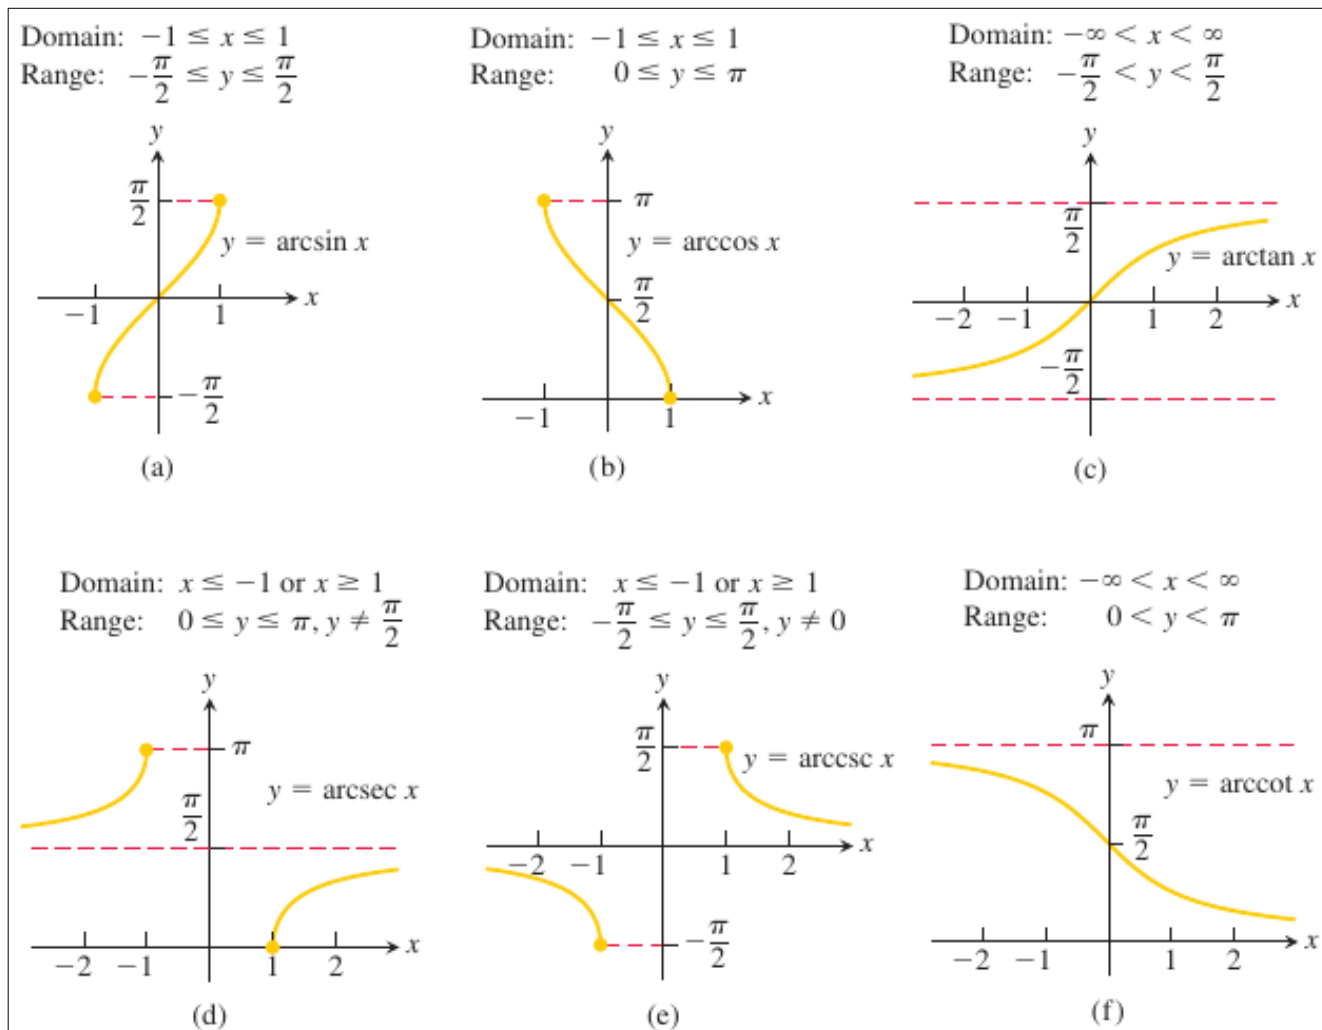 Domain: −1 ≤ x ≤ 1
Range: −π/2 ≤ y ≤ π/2
y
π/2
y = arcsin x
−1
1
x
−π/2
(a)
Domain: −1 ≤ x ≤ 1
Range: 0 ≤ y ≤ π
y
π
y = arccos x
π/2
−1
1
x
(b)
Domain: −∞ < x < ∞
Range: −π/2 < y < π/2
y
π/2
y = arctan x
−2 −1 1 2
x
−π/2
(c)
Domain: x ≤ −1 or x ≥ 1
Range: 0 ≤ y ≤ π, y ≠ π/2
y
π
y = arcsec x
π/2
−2 −1 1 2
x
(d)
Domain: x ≤ −1 or x ≥ 1
Range: −π/2 ≤ y ≤ π/2, y ≠ 0
y
π/2
y = arccsc x
−2 −1 1 2
x
−π/2
(e)
Domain: −∞ < x < ∞
Range: 0 < y < π
y
π
y = arccot x
π/2
−2 −1 1 2
x
(f)